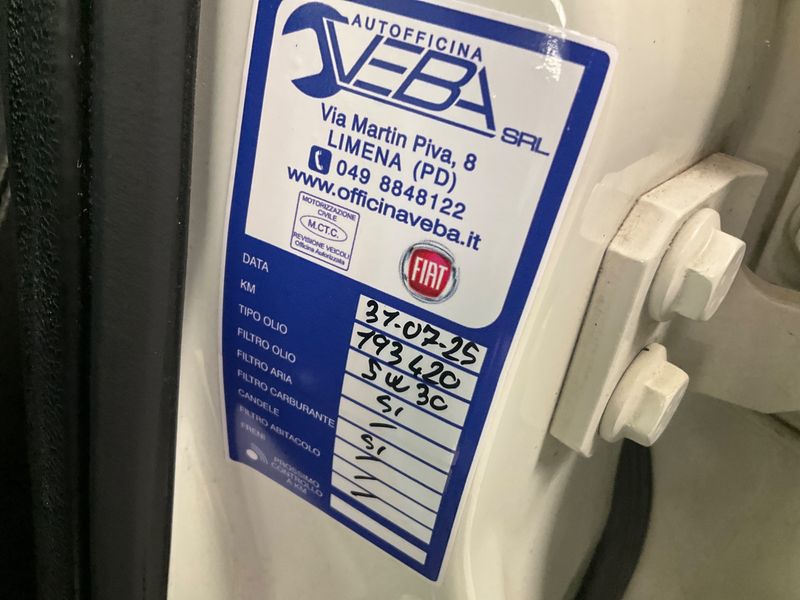 AUTOFFICINA
VEBA SRL
Via Martin Piva, 8
LIMENA (PD)
049 8848122
www.officinaveba.it
MOTORIZZAZIONE
CIVILE
M.CT.C.
REVISIONE VEICOLI
Officina Autorizzata
FIAT
DATA 31-07-25
KM 193420
TIPO OLIO 5W30
FILTRO OLIO SI
FILTRO ARIA /
FILTRO CARBURANTE SI
CANDELE /
FILTRO ABITACOLO /
FRENI /
PROSSIMO
CONTROLLO
A KM